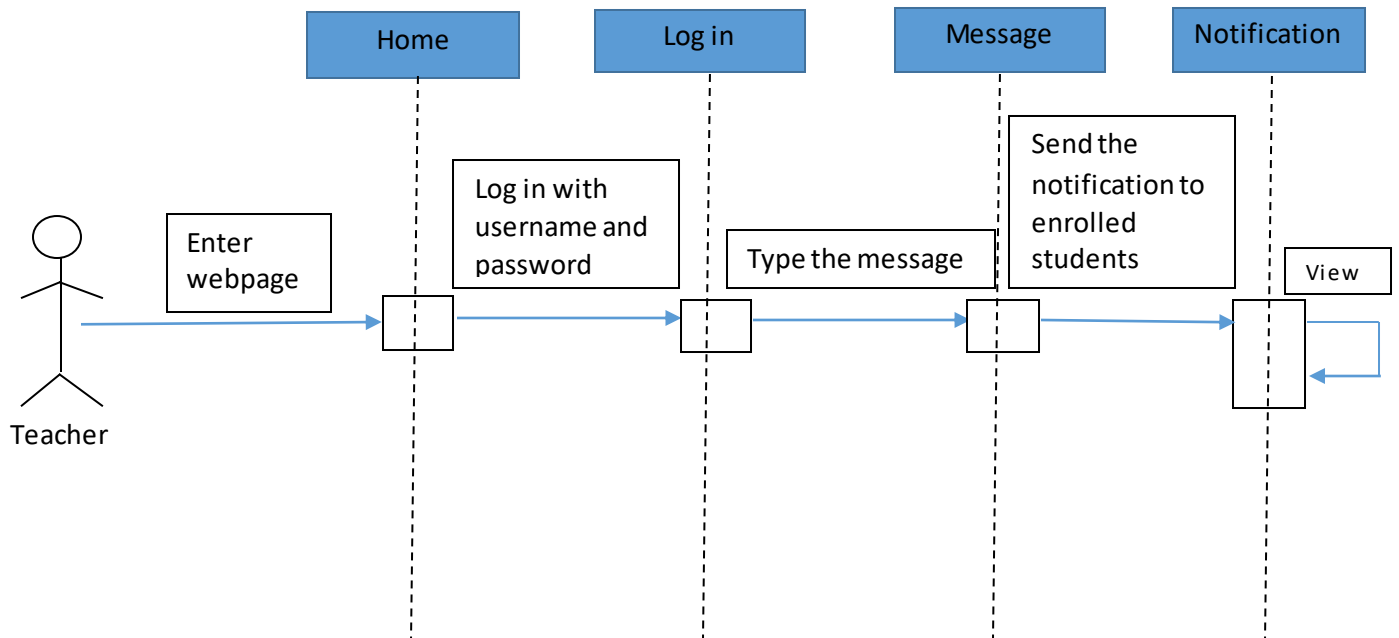 Home
Log in
Message
Notification
Enter
webpage
Log in with
username and
password
Type the message
Send the
notification to
enrolled
students
View
Teacher